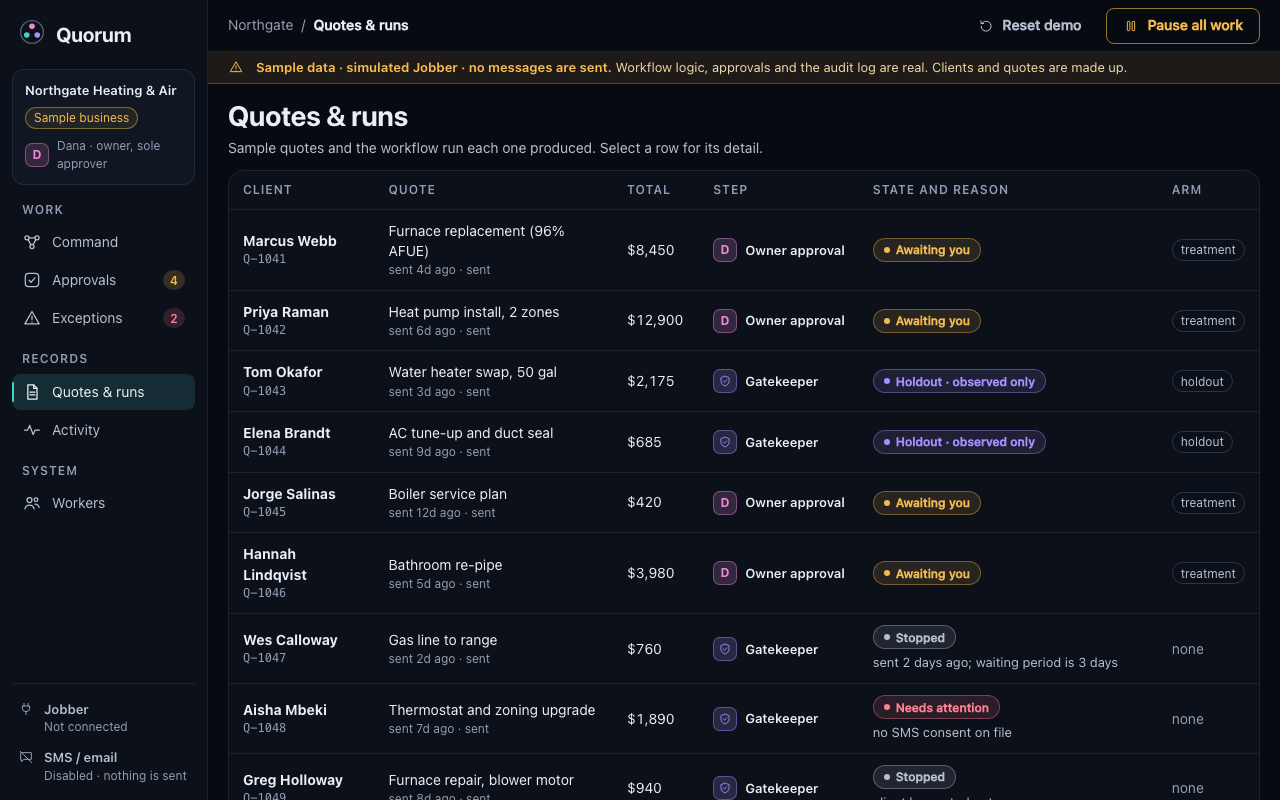 Quorum
Northgate Heating & Air
Sample business
D
Dana · owner, sole
approver
WORK
Command
Approvals 4
Exceptions 2
RECORDS
Quotes & runs
Activity
SYSTEM
Workers
Jobber
Not connected
SMS / email
Disabled · nothing is sent
Northgate / Quotes & runs
Reset demo
Pause all work
Sample data · simulated Jobber · no messages are sent. Workflow logic, approvals and the audit log are real. Clients and quotes are made up.
Quotes & runs
Sample quotes and the workflow run each one produced. Select a row for its detail.
CLIENT QUOTE TOTAL STEP STATE AND REASON ARM
Marcus Webb
Q-1041
Furnace replacement (96%
AFUE)
sent 4d ago · sent
$8,450
D Owner approval
Awaiting you
treatment
Priya Raman
Q-1042
Heat pump install, 2 zones
sent 6d ago · sent
$12,900
D Owner approval
Awaiting you
treatment
Tom Okafor
Q-1043
Water heater swap, 50 gal
sent 3d ago · sent
$2,175
Gatekeeper
Holdout · observed only
holdout
Elena Brandt
Q-1044
AC tune-up and duct seal
sent 9d ago · sent
$685
Gatekeeper
Holdout · observed only
holdout
Jorge Salinas
Q-1045
Boiler service plan
sent 12d ago · sent
$420
D Owner approval
Awaiting you
treatment
Hannah
Lindqvist
Q-1046
Bathroom re-pipe
sent 5d ago · sent
$3,980
D Owner approval
Awaiting you
treatment
Wes Calloway
Q-1047
Gas line to range
sent 2d ago · sent
$760
Gatekeeper
Stopped
sent 2 days ago; waiting period is 3 days
none
Aisha Mbeki
Q-1048
Thermostat and zoning upgrade
sent 7d ago · sent
$1,890
Gatekeeper
Needs attention
no SMS consent on file
none
Greg Holloway
Q-1049
Furnace repair, blower motor
sent 8d ago · sent
$940
Gatekeeper
Stopped
none